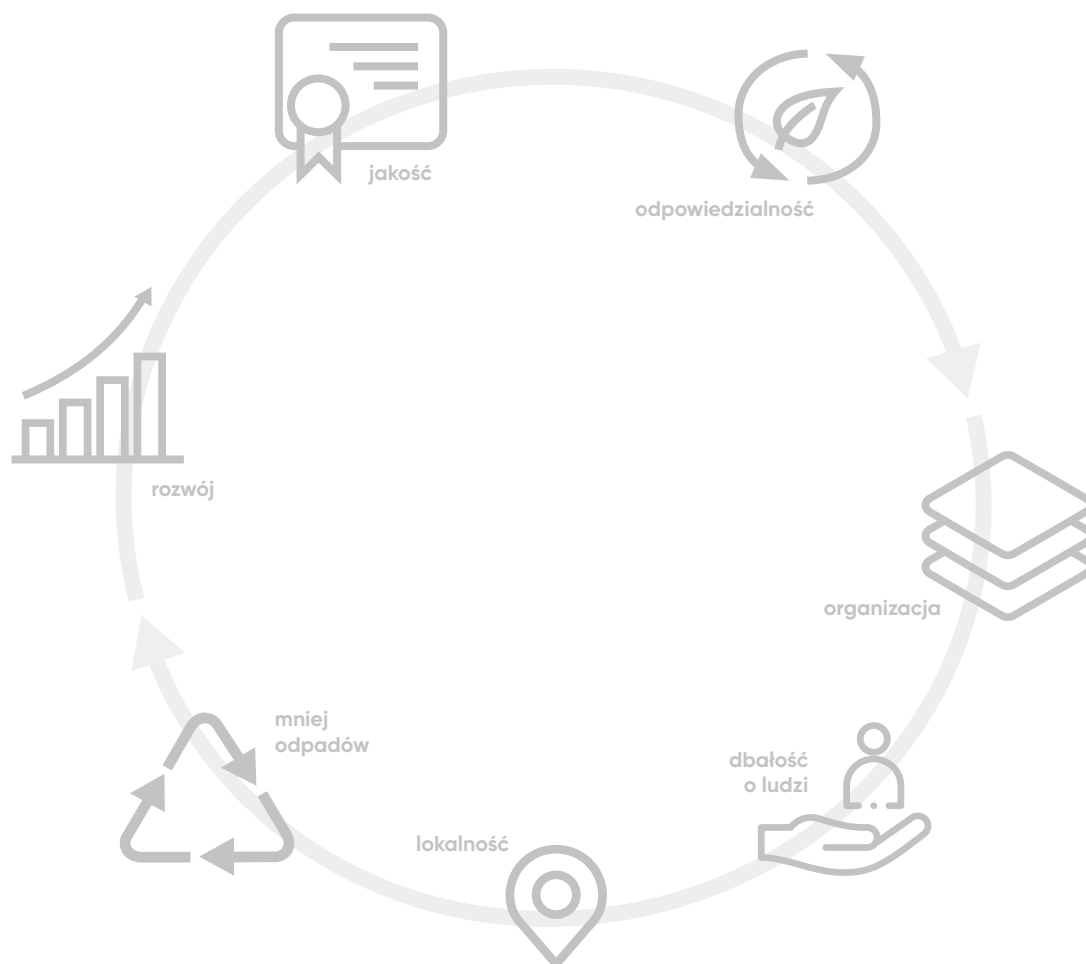 jakość
odpowiedzialność
rozwój
organizacja
mniej
odpadów
dbałość
o ludzi
lokalność